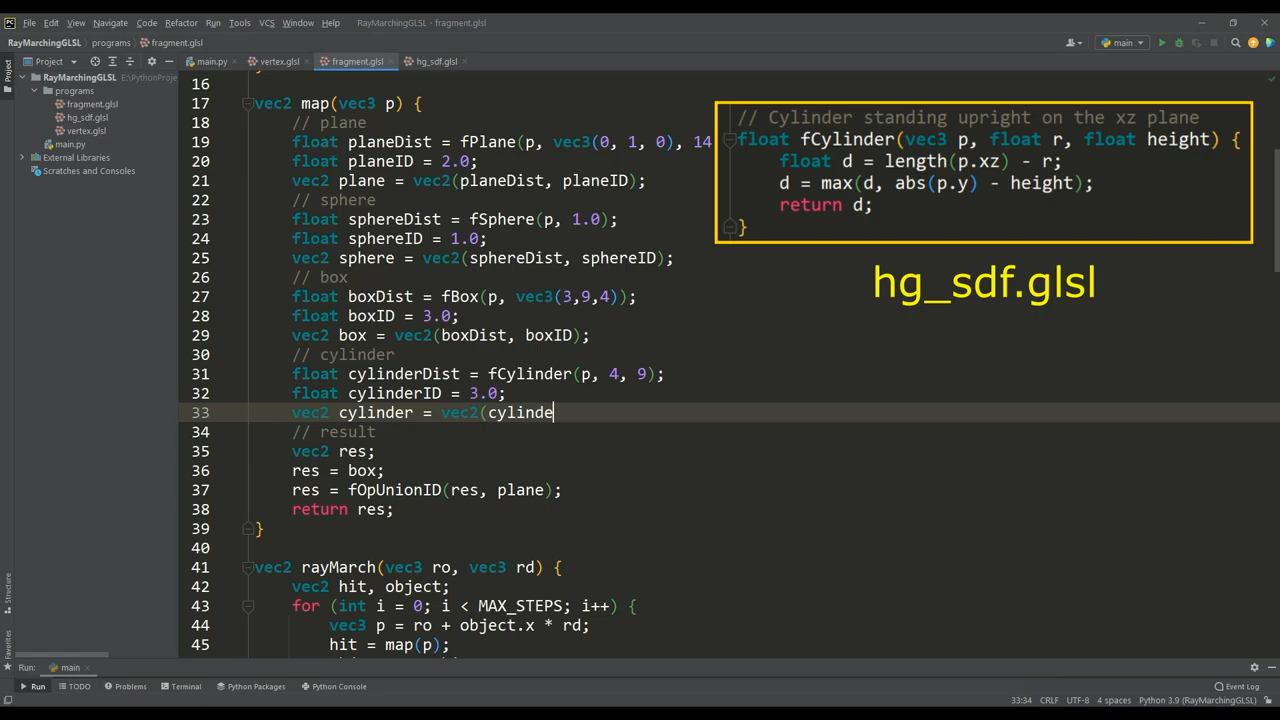 File Edit View Navigate Code Refactor Run Tools VCS Window Help RayMarchingGLSL - fragment.glsl
RayMarchingGLSL programs fragment.glsl main
Project main.py vertex.glsl fragment.glsl hg_sdf.glsl
Project
RayMarchingGLSL E:\PythonProje
programs
fragment.glsl
hg_sdf.glsl
vertex.glsl
main.py
External Libraries
Scratches and Consoles
16
17 vec2 map(vec3 p) {
18 // plane
19 float planeDist = fPlane(p, vec3(0, 1, 0), 14
20 float planeID = 2.0;
21 vec2 plane = vec2(planeDist, planeID);
22 // sphere
23 float sphereDist = fSphere(p, 1.0);
24 float sphereID = 1.0;
25 vec2 sphere = vec2(sphereDist, sphereID);
26 // box
27 float boxDist = fBox(p, vec3(3,9,4));
28 float boxID = 3.0;
29 vec2 box = vec2(boxDist, boxID);
30 // cylinder
31 float cylinderDist = fCylinder(p, 4, 9);
32 float cylinderID = 3.0;
33 vec2 cylinder = vec2(cylinde
34 // result
35 vec2 res;
36 res = box;
37 res = fOpUnionID(res, plane);
38 return res;
39 }
40
41 vec2 rayMarch(vec3 ro, vec3 rd) {
42 vec2 hit, object;
43 for (int i = 0; i < MAX_STEPS; i++) {
44 vec3 p = ro + object.x * rd;
45 hit = map(p);
// Cylinder standing upright on the xz plane
float fCylinder(vec3 p, float r, float height) {
float d = length(p.xz) - r;
d = max(d, abs(p.y) - height);
return d;
}
hg_sdf.glsl
Structure
Favorites
Run: main
Run TODO Problems Terminal Python Packages Python Console Event Log
33:34 CRLF UTF-8 4 spaces Python 3.9 (RayMarchingGLSL)